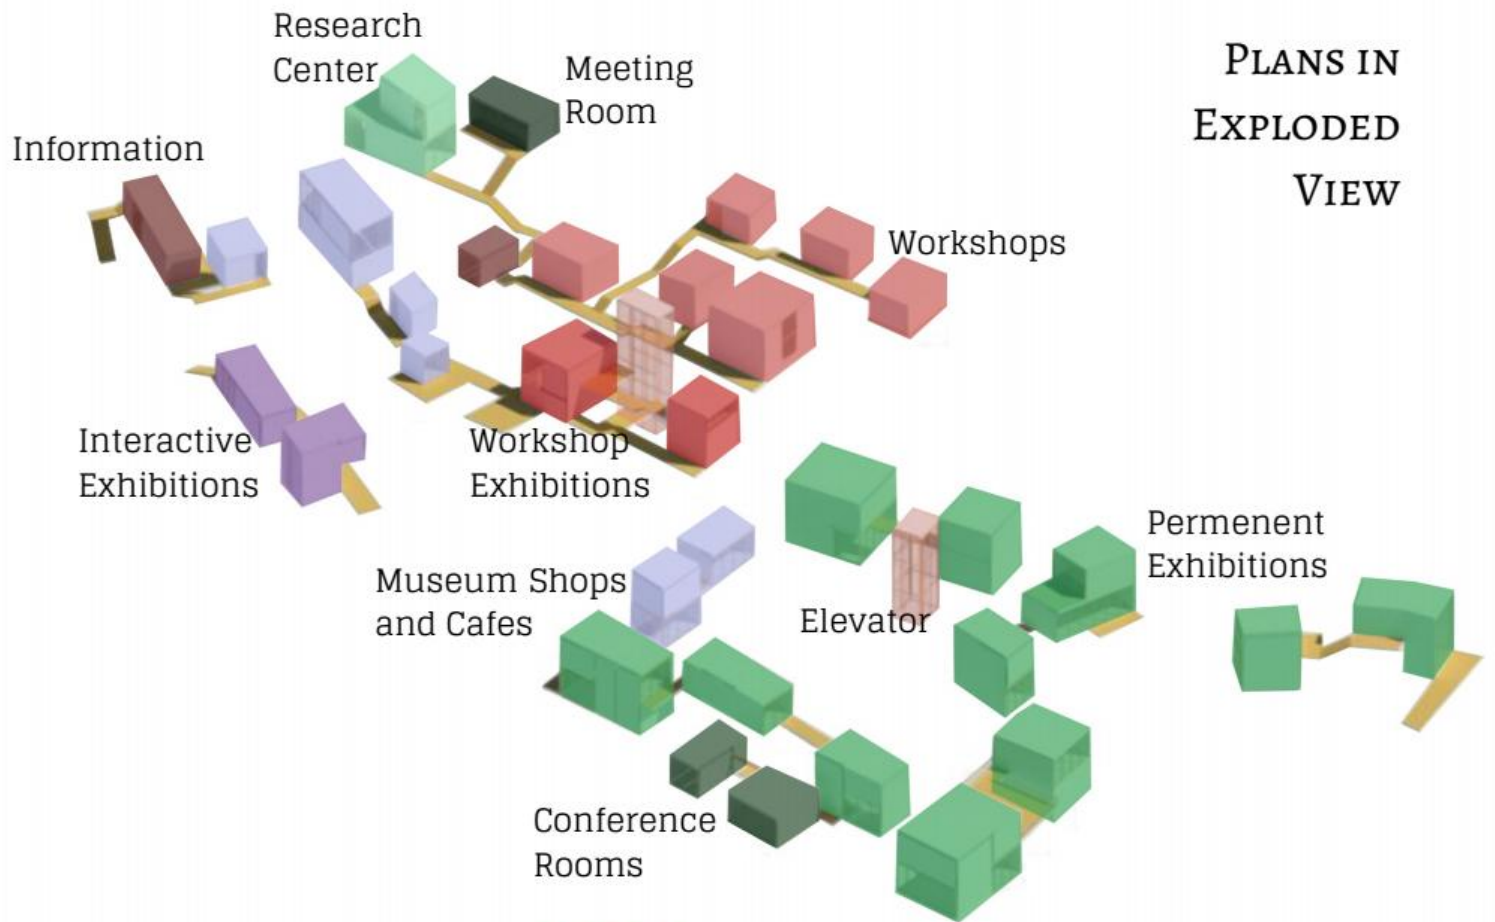 PLANS IN
EXPLODED
VIEW
Research
Center
Meeting
Room
Information
Workshops
Interactive
Exhibitions
Workshop
Exhibitions
Museum Shops
and Cafes
Elevator
Permenent
Exhibitions
Conference
Rooms